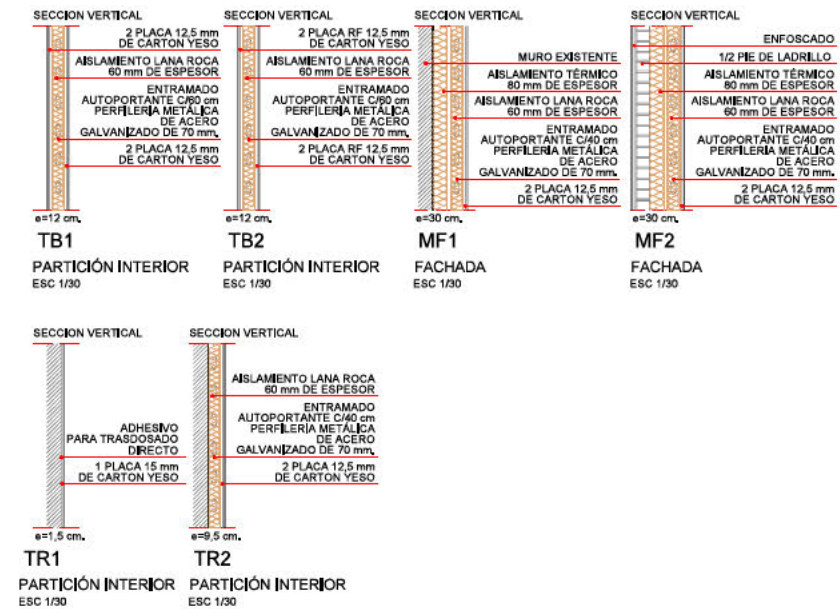 SECCION VERTICAL
2 PLACA 12,5 mm
DE CARTON YESO
AISLAMIENTO LANA ROCA
60 mm DE ESPESOR
ENTRAMADO
AUTOPORTANTE C/60 cm
PERFILERÍA METÁLICA
DE ACERO
GALVANIZADO DE 70 mm.
2 PLACA 12,5 mm
DE CARTON YESO
e=12 cm.
TB1
PARTICIÓN INTERIOR
ESC 1/30
SECCION VERTICAL
2 PLACA RF 12,5 mm
DE CARTON YESO
AISLAMIENTO LANA ROCA
60 mm DE ESPESOR
ENTRAMADO
AUTOPORTANTE C/60 cm
PERFILERÍA METÁLICA
DE ACERO
GALVANIZADO DE 70 mm.
2 PLACA RF 12,5 mm
DE CARTON YESO
e=12 cm.
TB2
PARTICIÓN INTERIOR
ESC 1/30
SECCION VERTICAL
MURO EXISTENTE
AISLAMIENTO TÉRMICO
80 mm DE ESPESOR
AISLAMIENTO LANA ROCA
60 mm DE ESPESOR
ENTRAMADO
AUTOPORTANTE C/40 cm
PERFILERÍA METÁLICA
DE ACERO
GALVANIZADO DE 70 mm.
2 PLACA 12,5 mm
DE CARTON YESO
e=30 cm.
MF1
FACHADA
ESC 1/30
SECCION VERTICAL
ENFOSCADO
1/2 PIE DE LADRILLO
AISLAMIENTO TÉRMICO
80 mm DE ESPESOR
AISLAMIENTO LANA ROCA
60 mm DE ESPESOR
ENTRAMADO
AUTOPORTANTE C/40 cm
PERFILERÍA METÁLICA
DE ACERO
GALVANIZADO DE 70 mm.
2 PLACA 12,5 mm
DE CARTON YESO
e=30 cm.
MF2
FACHADA
ESC 1/30
SECCION VERTICAL
ADHESIVO
PARA TRASDOSADO
DIRECTO
1 PLACA 15 mm
DE CARTON YESO
e=1,5 cm.
TR1
PARTICIÓN INTERIOR
ESC 1/30
SECCION VERTICAL
AISLAMIENTO LANA ROCA
60 mm DE ESPESOR
ENTRAMADO
AUTOPORTANTE C/40 cm
PERFILERÍA METÁLICA
DE ACERO
GALVANIZADO DE 70 mm.
2 PLACA 12,5 mm
DE CARTON YESO
e=9,5 cm.
TR2
PARTICIÓN INTERIOR
ESC 1/30